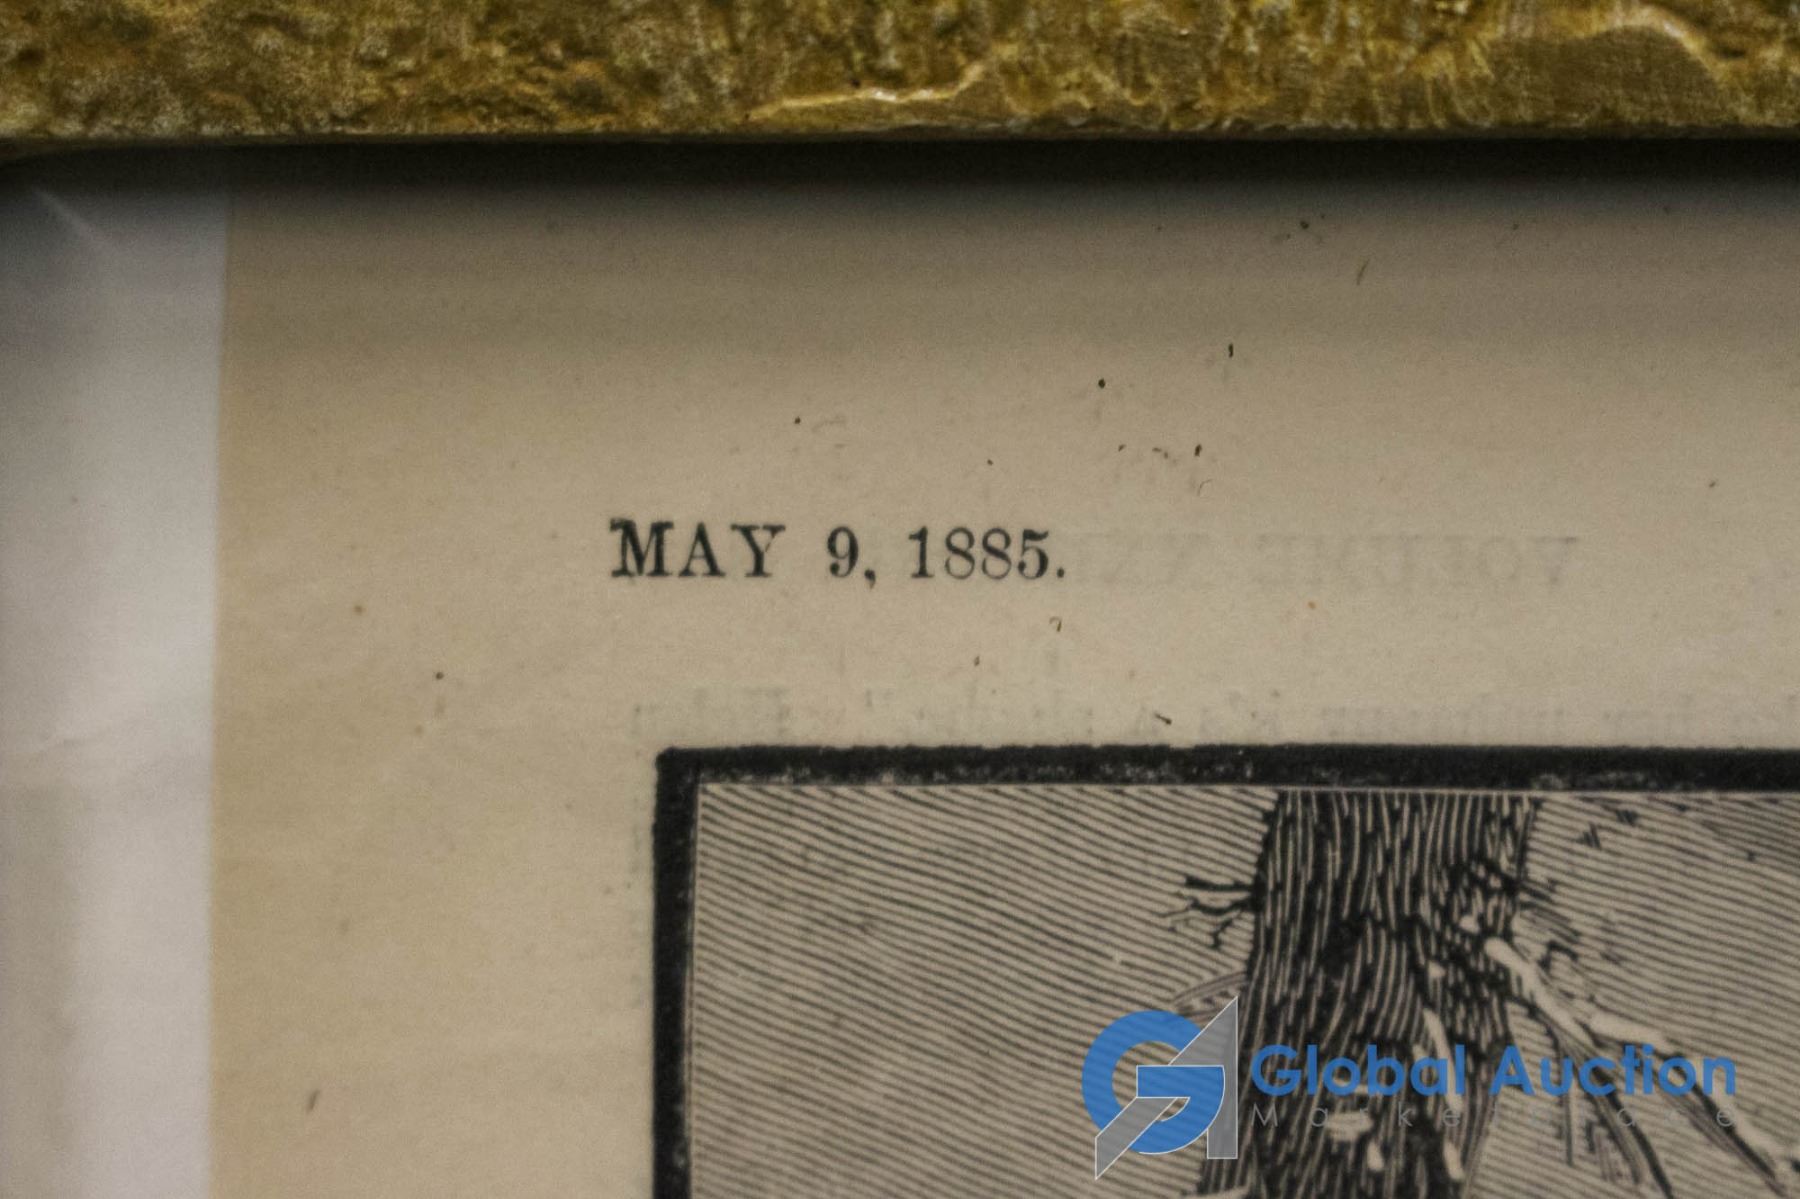 MAY 9, 1885.
Global Auction
Marketplace